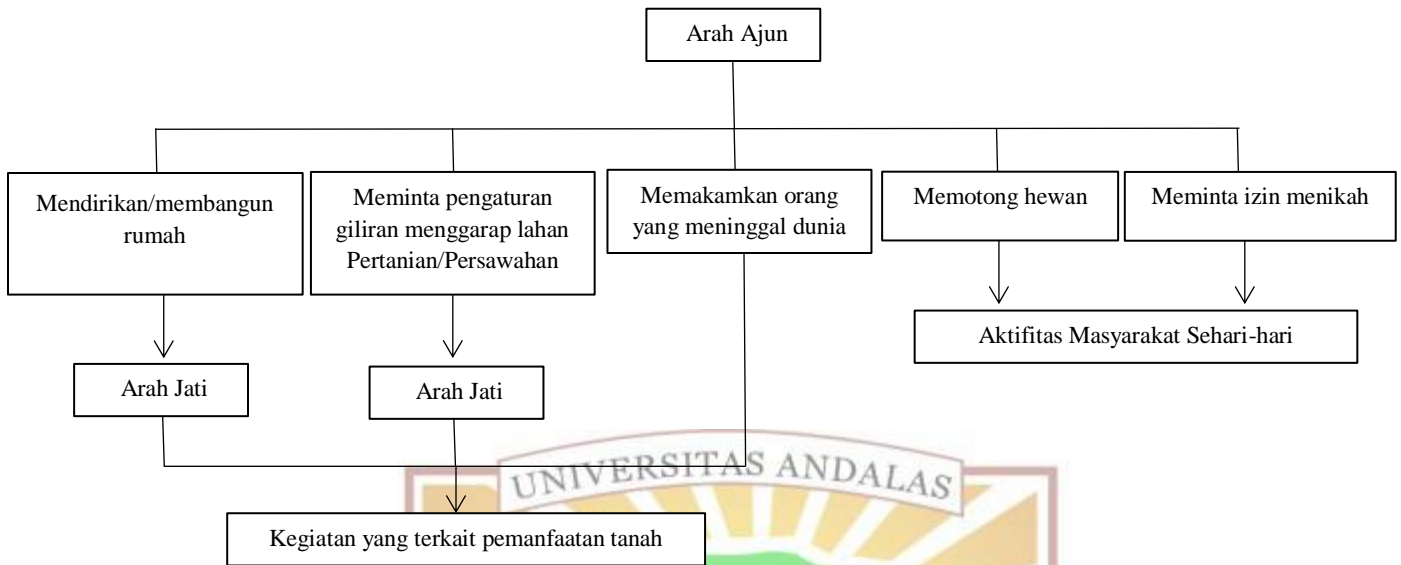 Arah Ajun
Mendirikan/membangun
rumah
Meminta pengaturan
giliran menggarap lahan
Pertanian/Persawahan
Memakamkan orang
yang meninggal dunia
Memotong hewan
Meminta izin menikah
Aktifitas Masyarakat Sehari-hari
Arah Jati
Arah Jati
UNIVERSITAS ANDALAS
Kegiatan yang terkait pemanfaatan tanah